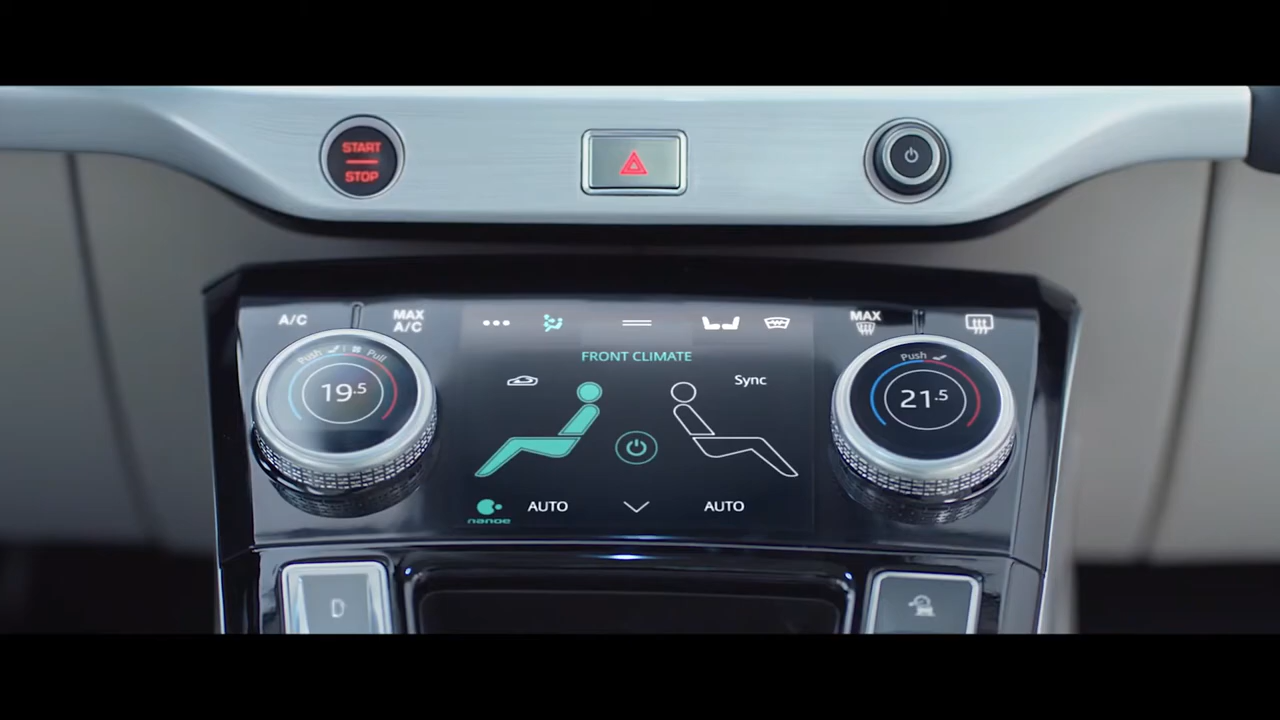 START
STOP
A/C
MAX
A/C
MAX
FRONT CLIMATE
Push
Pull
Push
Sync
19.5
21.5
nanoe
AUTO
AUTO
D